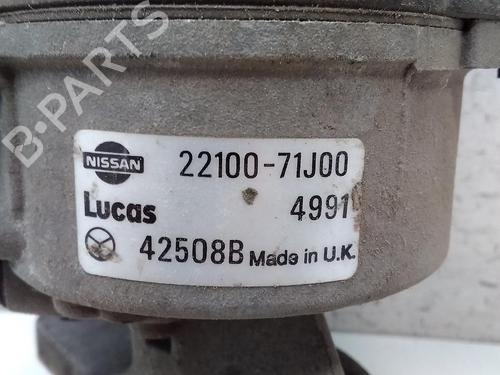 B-PARTS
NISSAN 22100-71J00
Lucas 4991
42508B Made in U.K.